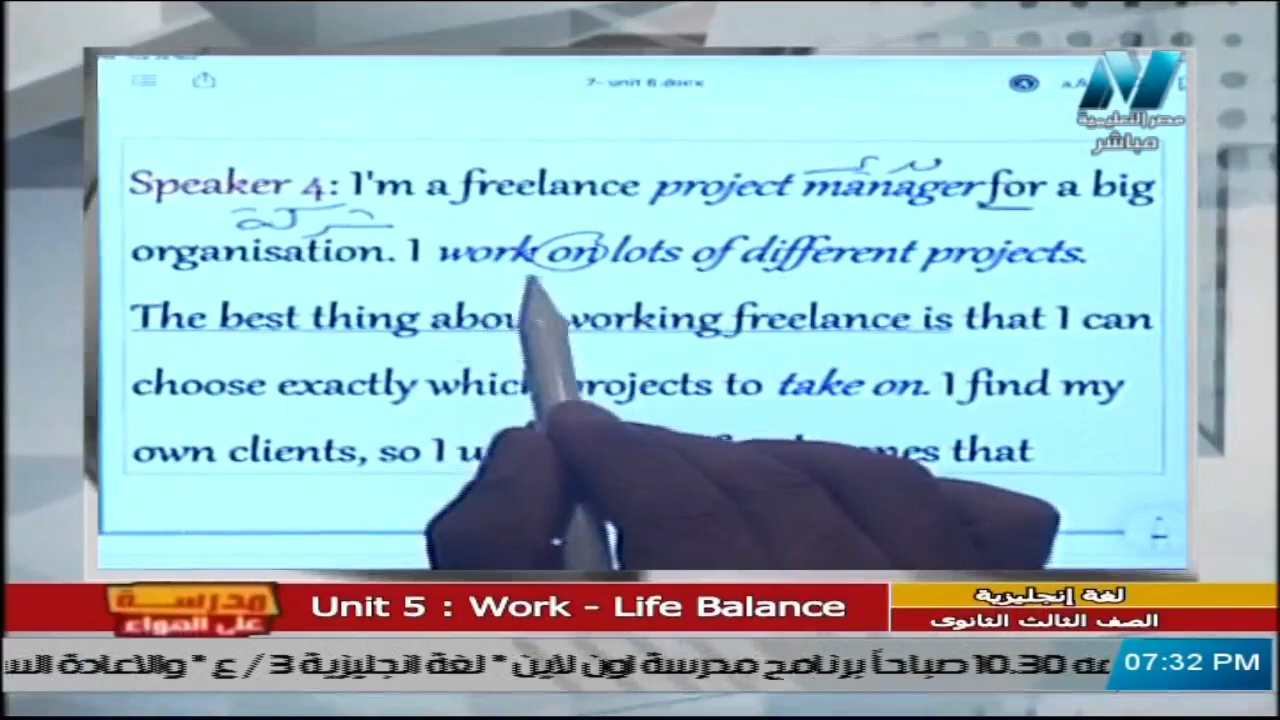 7- unit 6.докк
مصر التعليمية
مباشر
Speaker 4: I'm a freelance project manager for a big
organisation. I work on lots of different projects.
The best thing working freelance is that I can
choose exactly projects to take on. I find my
own clients, so I that
مدرسة
على الهواء
Unit 5 : Work - Life Balance
لغة إنجليزية
الصف الثالث الثانوى
10.30 صباحاً برنامج مدرسة اون لاين * لغة انجليزية 3/ ع * والاعادة
07:32 PM